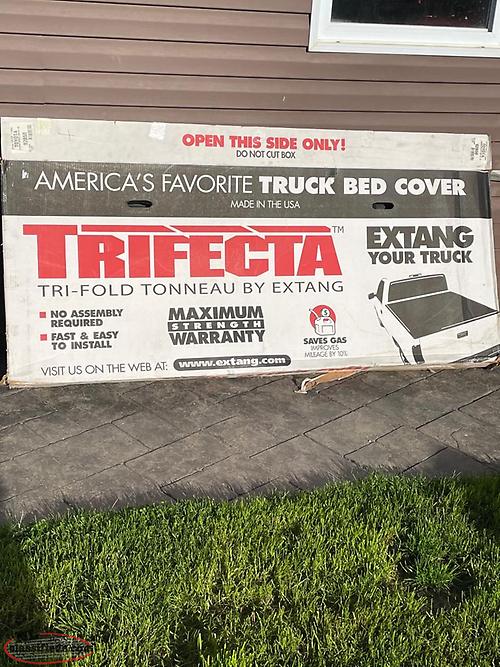 OPEN THIS SIDE ONLY!
DO NOT CUT BOX
AMERICA'S FAVORITE TRUCK BED COVER
MADE IN THE USA
TRIFECTA™
TRI-FOLD TONNEAU BY EXTANG
EXTANG
YOUR TRUCK
NO ASSEMBLY
REQUIRED
FAST & EASY
TO INSTALL
MAXIMUM
STRENGTH
WARRANTY
$
SAVES GAS
IMPROVES
MILEAGE BY 10%
VISIT US ON THE WEB AT: www.extang.com